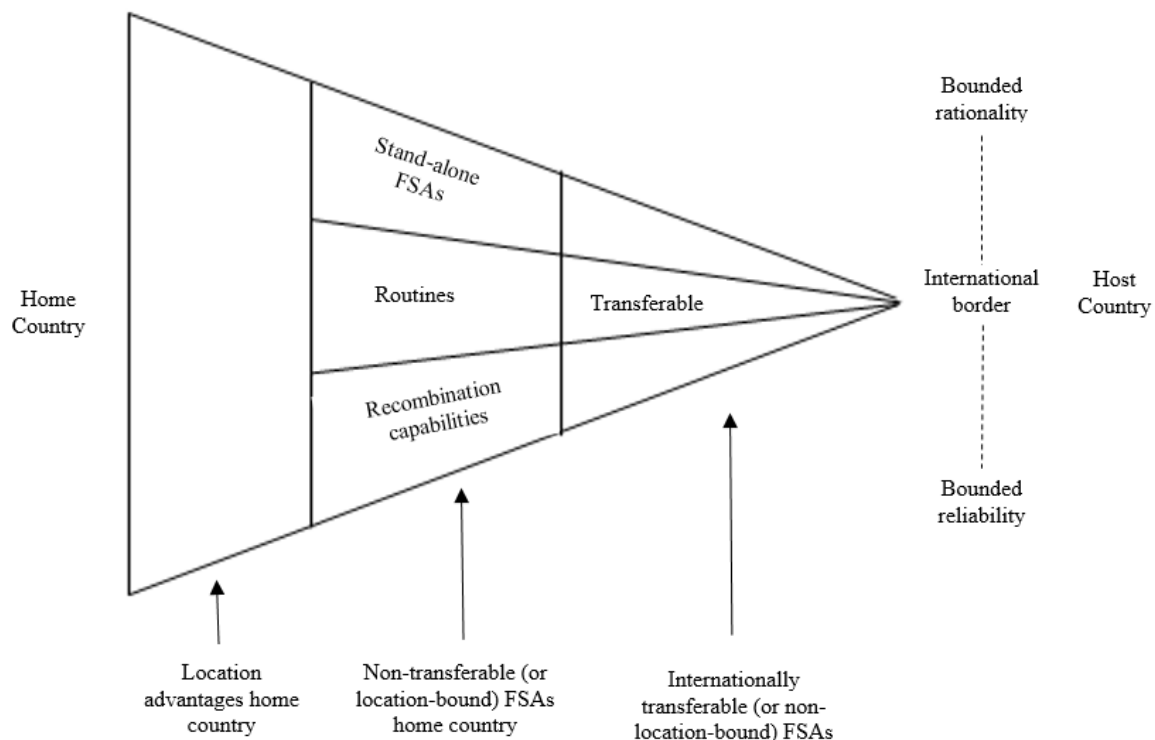 Bounded
rationality
Stand-alone
FSAs
Home
Country
Routines
Transferable
International
border
Host
Country
Recombination
capabilities
Bounded
reliability
Location
advantages home
country
Non-transferable (or
location-bound) FSAs
home country
Internationally
transferable (or non-
location-bound) FSAs